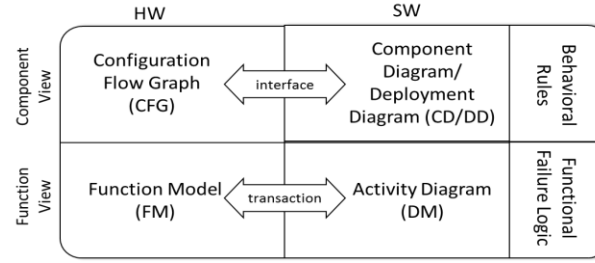 HW
SW
Component
View
Configuration
Flow Graph
(CFG)
interface
Component
Diagram/
Deployment
Diagram (CD/DD)
Behavioral
Rules
Function
View
Function Model
(FM)
transaction
Activity Diagram
(DM)
Functional
Failure Logic